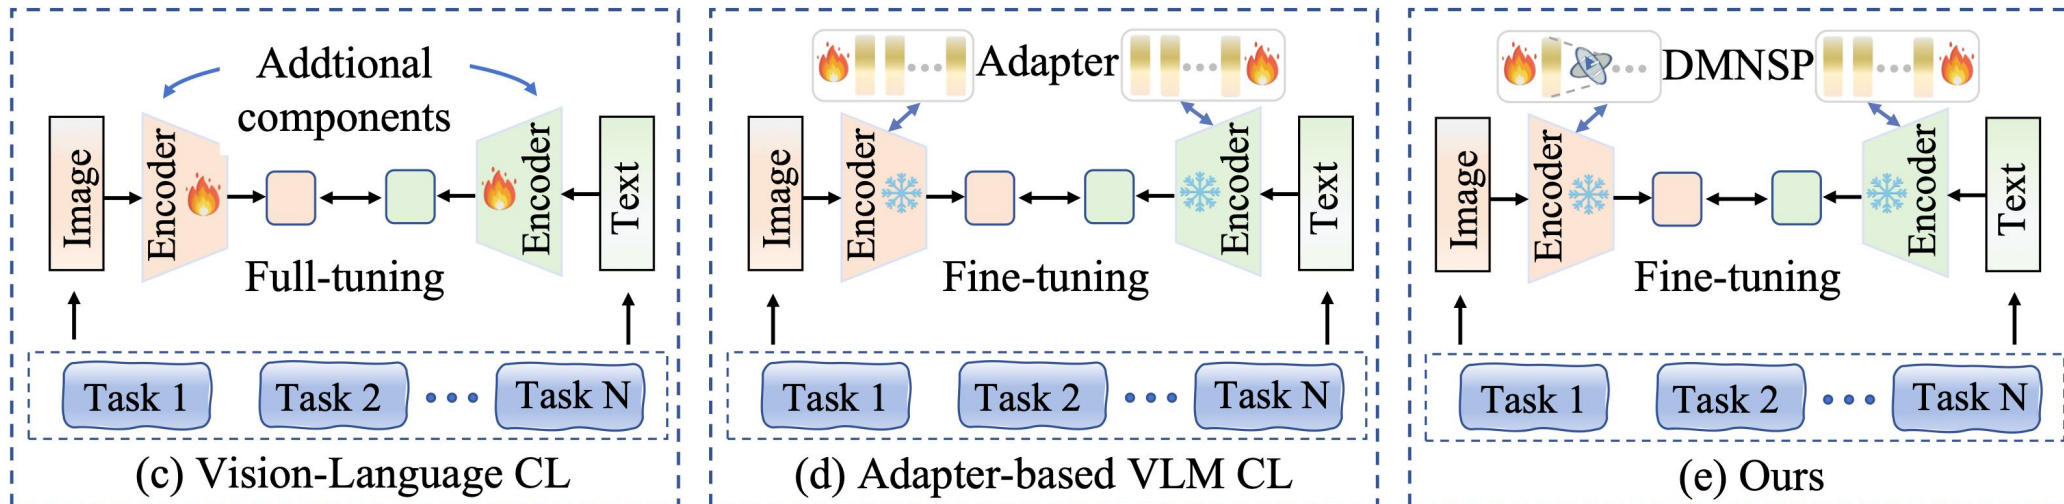 Addtional
components
Image
Encoder
Encoder
Text
Full-tuning
Task 1
Task 2
Task N
(c) Vision-Language CL
Adapter
Image
Encoder
Encoder
Text
Fine-tuning
Task 1
Task 2
Task N
(d) Adapter-based VLM CL
DMNSP
Image
Encoder
Encoder
Text
Fine-tuning
Task 1
Task 2
Task N
(e) Ours